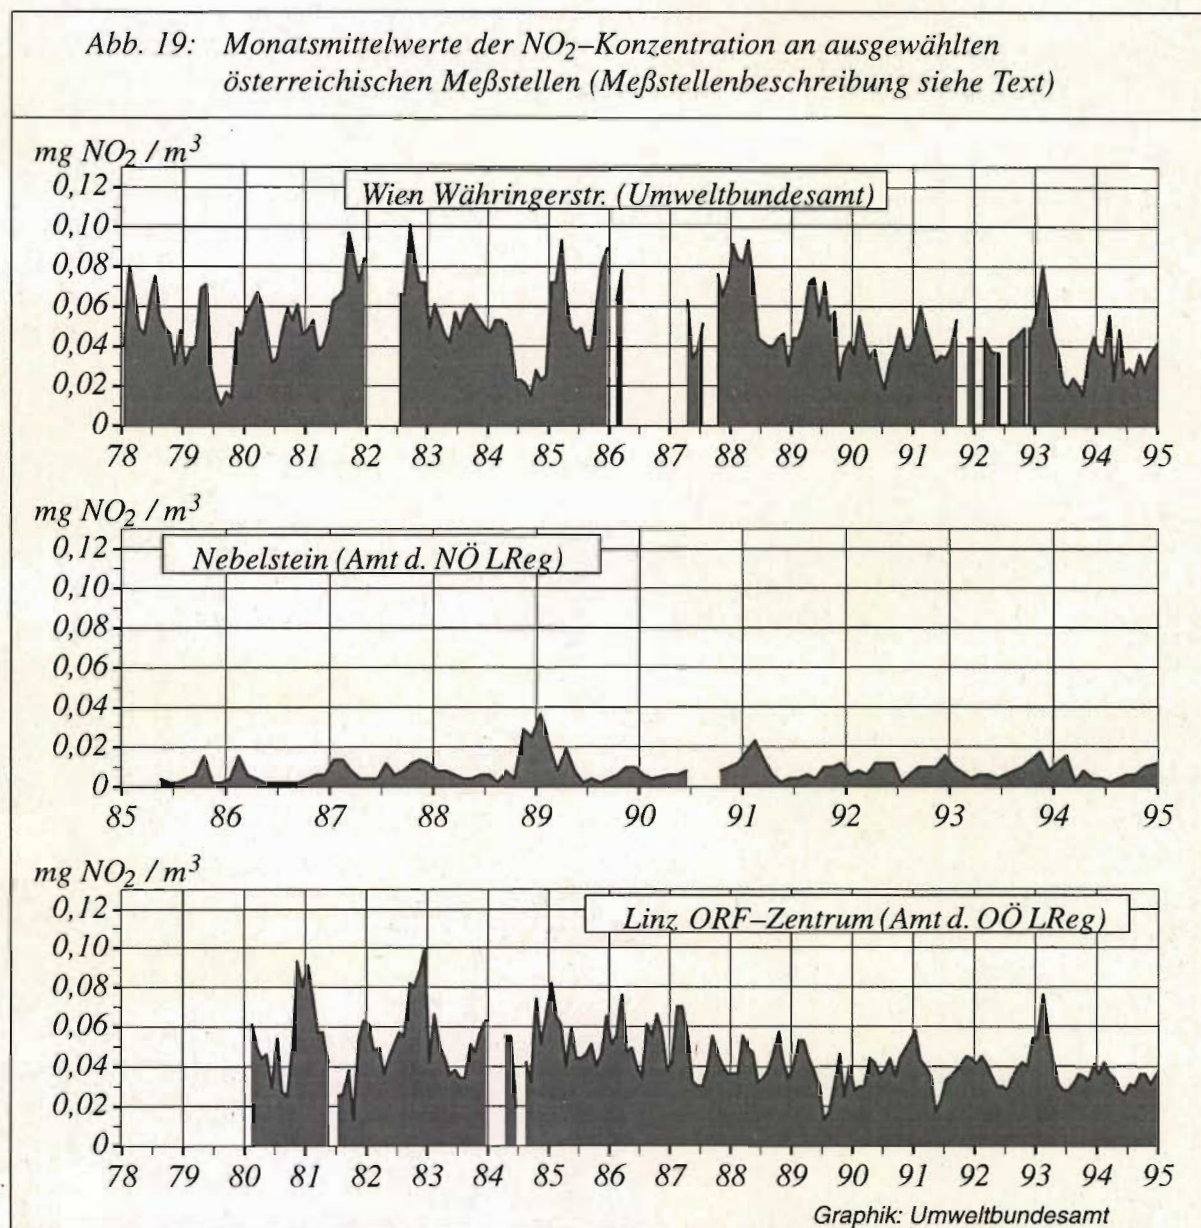 Abb. 19: Monatsmittelwerte der NO₂–Konzentration an ausgewählten
österreichischen Meßstellen (Meßstellenbeschreibung siehe Text)
mg NO₂ / m³
Wien Währingerstr. (Umweltbundesamt)
0,12
0,10
0,08
0,06
0,04
0,02
0
78 79 80 81 82 83 84 85 86 87 88 89 90 91 92 93 94 95
mg NO₂ / m³
Nebelstein (Amt d. NÖ LReg)
0,12
0,10
0,08
0,06
0,04
0,02
0
85 86 87 88 89 90 91 92 93 94 95
mg NO₂ / m³
Linz ORF–Zentrum (Amt d. OÖ LReg)
0,12
0,10
0,08
0,06
0,04
0,02
0
78 79 80 81 82 83 84 85 86 87 88 89 90 91 92 93 94 95
Graphik: Umweltbundesamt